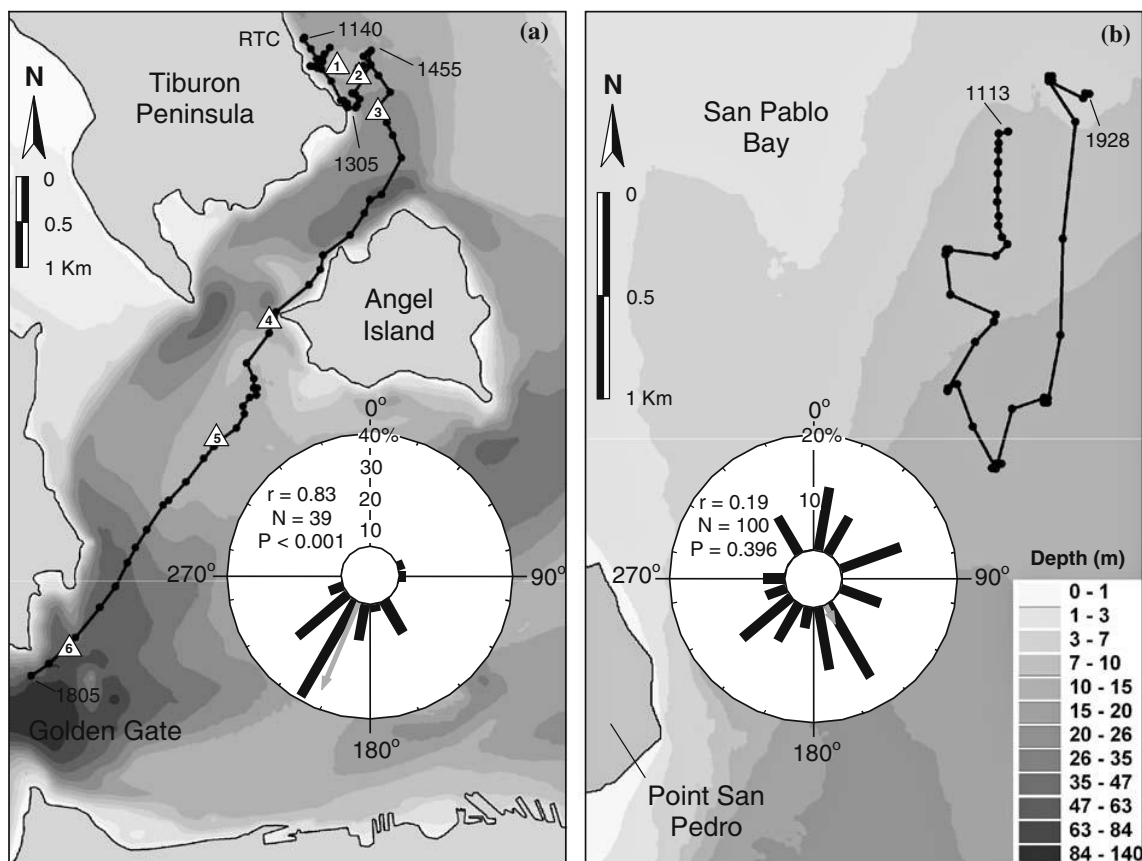 (a)
RTC
1140
1455
N
Tiburon
Peninsula
1
2
3
1305
0
0.5
1 Km
Angel
Island
4
5
6
1805
Golden Gate
0°
40%
30
20
10
r = 0.83
N = 39
P < 0.001
270°
90°
180°
(b)
N
San Pablo
Bay
1113
1928
0
0.5
1 Km
0°
20%
10
r = 0.19
N = 100
P = 0.396
270°
90°
180°
Point San
Pedro
Depth (m)
0 - 1
1 - 3
3 - 7
7 - 10
10 - 15
15 - 20
20 - 26
26 - 35
35 - 47
47 - 63
63 - 84
84 - 140